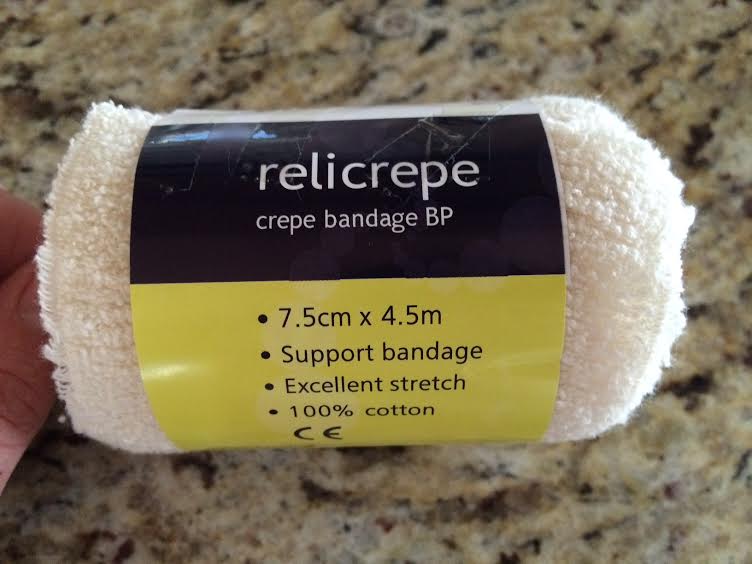 relicrepe
crepe bandage BP
• 7.5cm x 4.5m
• Support bandage
• Excellent stretch
• 100% cotton
CE